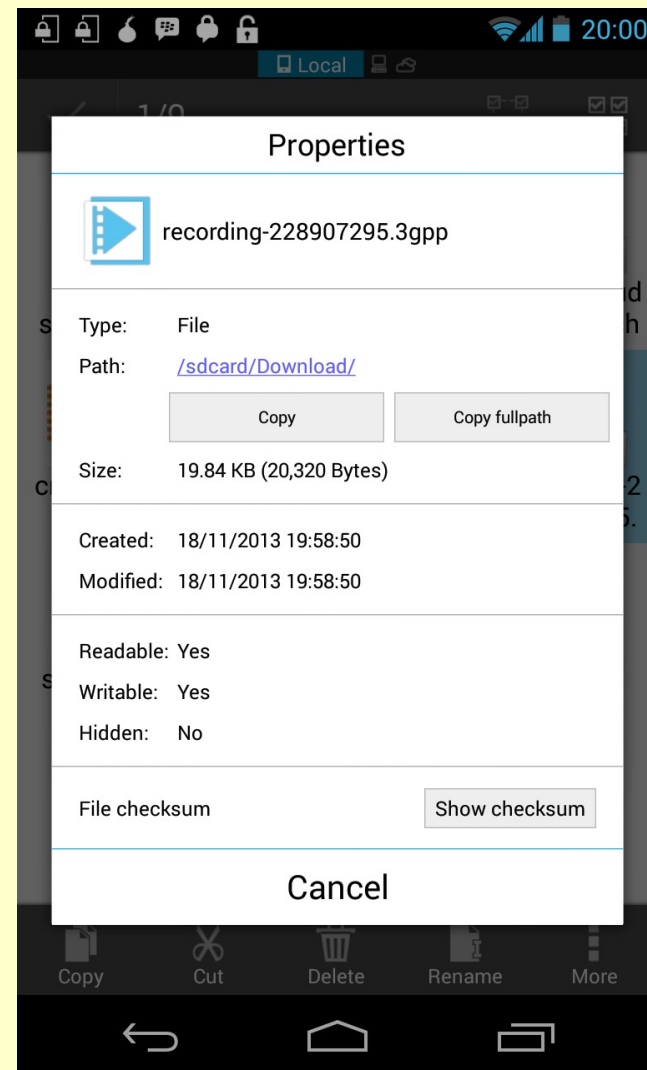 20:00
Local
1/9
Properties
recording-228907295.3gpp
Type: File
Path: /sdcard/Download/
Copy Copy fullpath
Size: 19.84 KB (20,320 Bytes)
Created: 18/11/2013 19:58:50
Modified: 18/11/2013 19:58:50
Readable: Yes
Writable: Yes
Hidden: No
File checksum Show checksum
Cancel
Copy Cut Delete Rename More